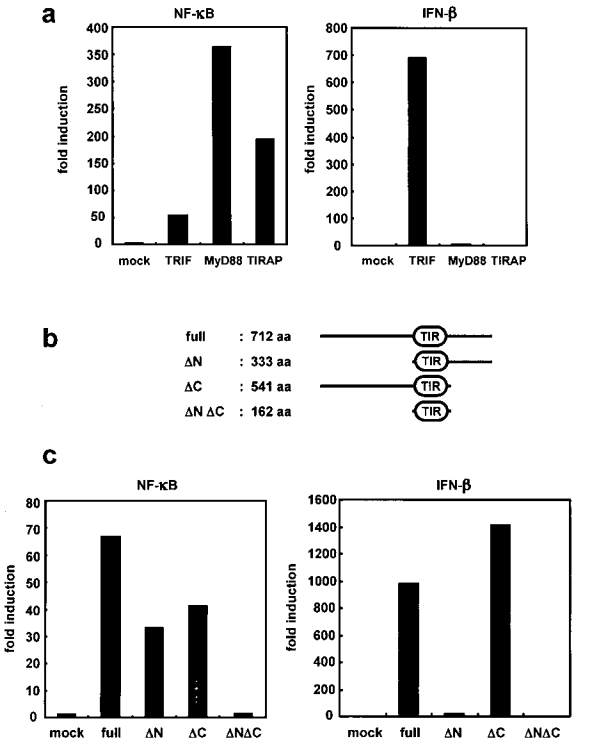 a
NF-κB
fold induction
400
350
300
250
200
150
100
50
0
mock TRIF MyD88 TIRAP
IFN-β
fold induction
800
700
600
500
400
300
200
100
0
mock TRIF MyD88 TIRAP
b
full : 712 aa TIR
ΔN : 333 aa TIR
ΔC : 541 aa TIR
ΔN ΔC : 162 aa TIR
c
NF-κB
fold induction
80
70
60
50
40
30
20
10
0
mock full ΔN ΔC ΔNΔC
IFN-β
fold induction
1600
1400
1200
1000
800
600
400
200
0
mock full ΔN ΔC ΔNΔC